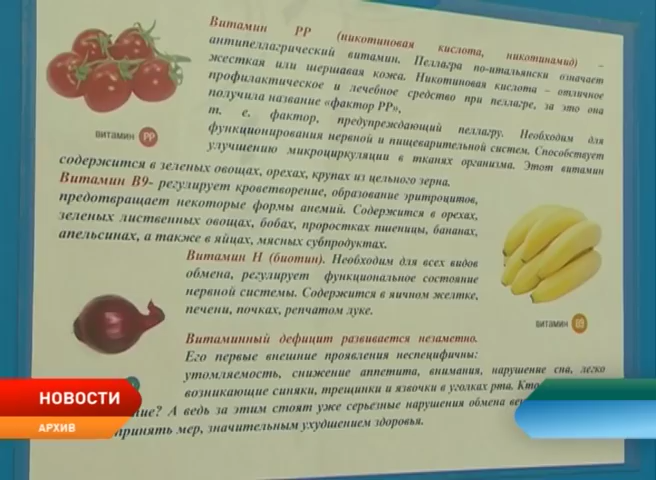 Витамин РР (никотиновая кислота, никотинамид) –
антипеллагрический витамин. Пеллагра по-итальянски означает
жесткая или шершавая кожа. Никотиновая кислота – отличное
профилактическое и лечебное средство при пеллагре, за это она
получила название «фактор РР»,
т. е. фактор, предупреждающий пеллагру. Необходим для
функционирования нервной и пищеварительной систем. Способствует
улучшению микроциркуляции в тканях организма. Этот витамин
содержится в зеленых овощах, орехах, крупах из цельного зерна.
витамин РР
Витамин В9- регулирует кроветворение, образование эритроцитов,
предотвращает некоторые формы анемий. Содержится в орехах,
зеленых лиственных овощах, бобах, проростках пшеницы, бананах,
апельсинах, а также в яйцах, мясных субпродуктах.
Витамин Н (биотин). Необходим для всех видов
обмена, регулирует функциональное состояние
нервной системы. Содержится в яичном желтке,
печени, почках, репчатом луке.
витамин В9
Витаминный дефицит развивается незаметно.
Его первые внешние проявления неспецифичны:
утомляемость, снижение аппетита, внимания, нарушение сна, легко
возникающие синяки, трещинки и язвочки в уголках рта. Кто
ние? А ведь за этим стоят уже серьезные нарушения обмена
принять мер, значительным ухудшением здоровья.
НОВОСТИ
АРХИВ